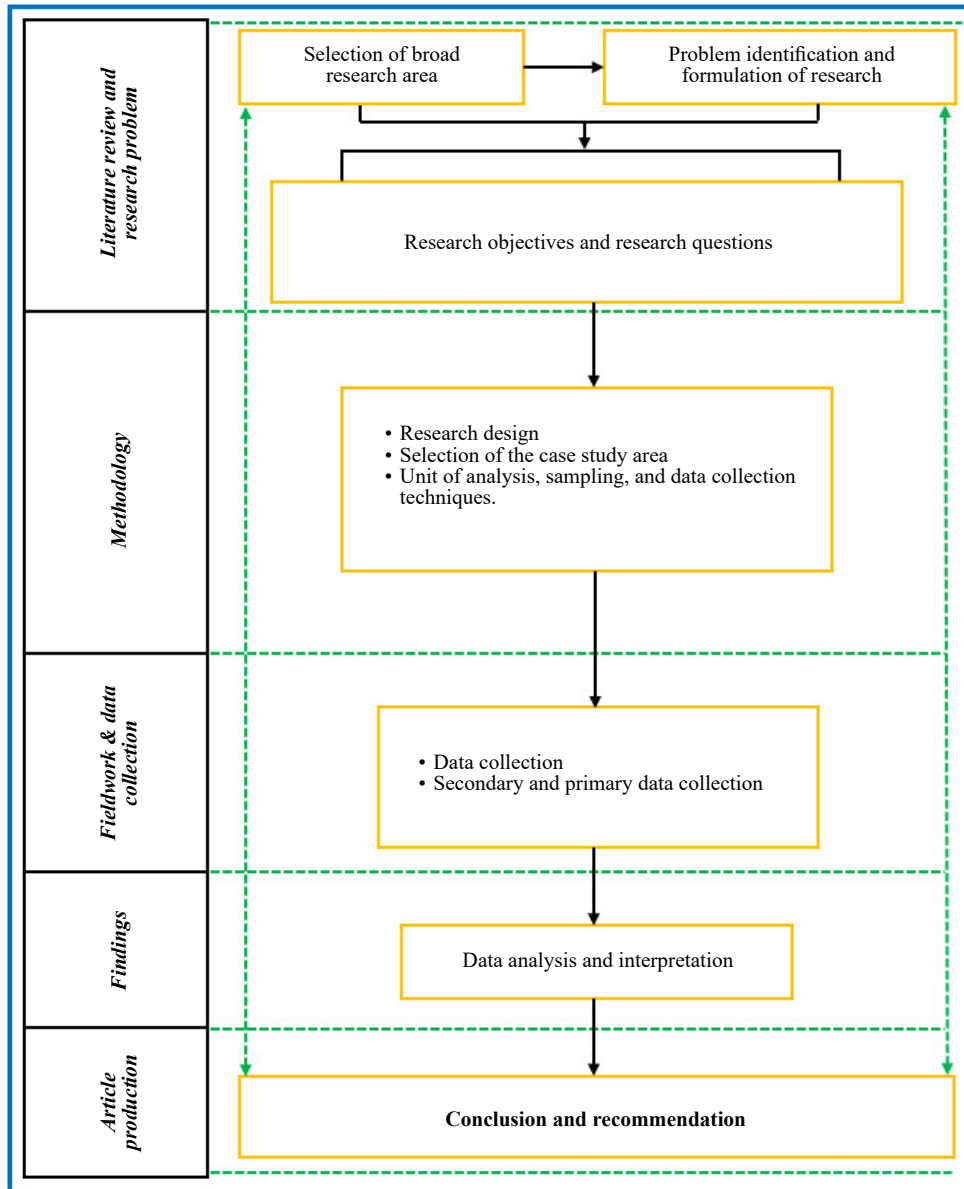 Literature review and
research problem
Selection of broad
research area
Problem identification and
formulation of research
Research objectives and research questions
Methodology
• Research design
• Selection of the case study area
• Unit of analysis, sampling, and data collection
techniques.
Fieldwork & data
collection
• Data collection
• Secondary and primary data collection
Findings
Data analysis and interpretation
Article
production
Conclusion and recommendation